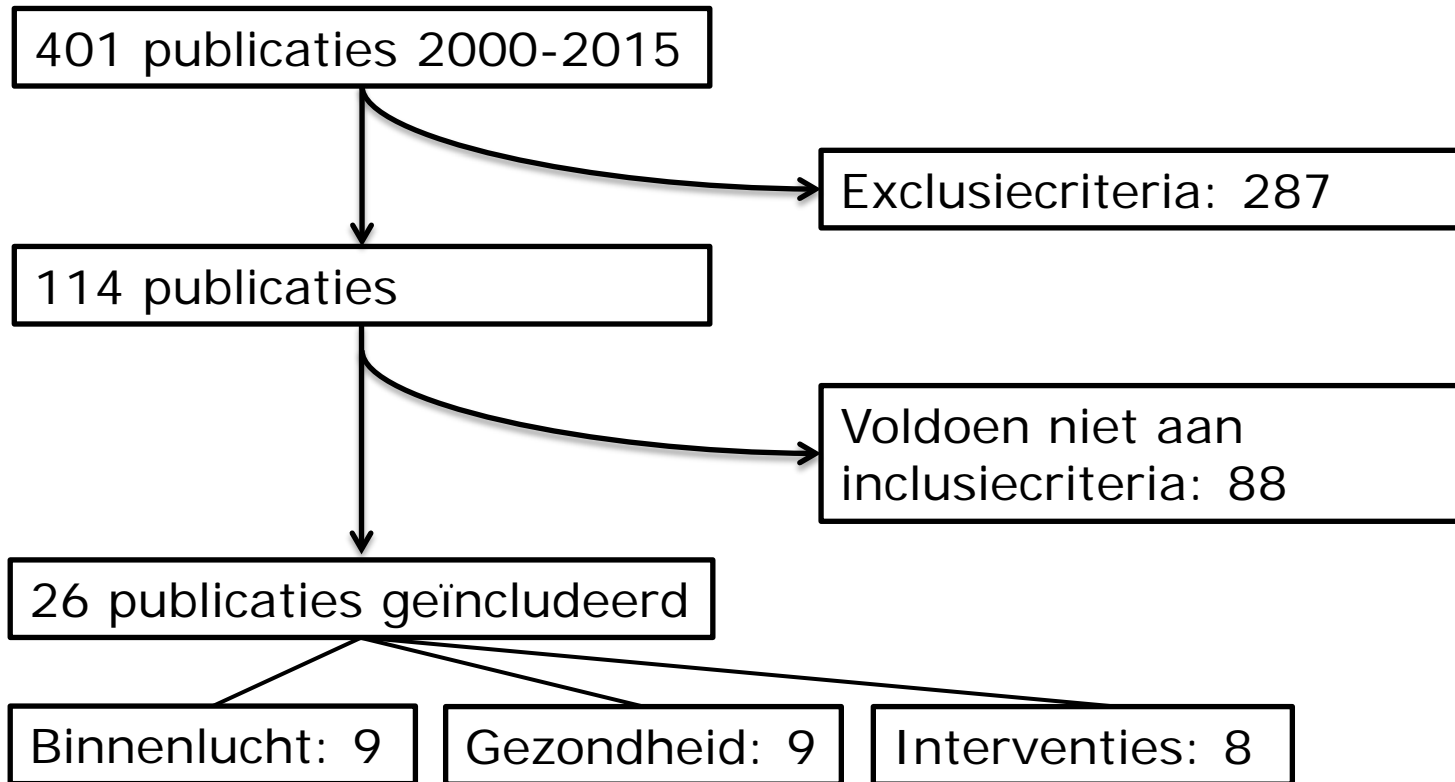 401 publicaties 2000-2015
Exclusiecriteria: 287
114 publicaties
Voldoen niet aan
inclusiecriteria: 88
26 publicaties geïncludeerd
Binnenlucht: 9
Gezondheid: 9
Interventies: 8